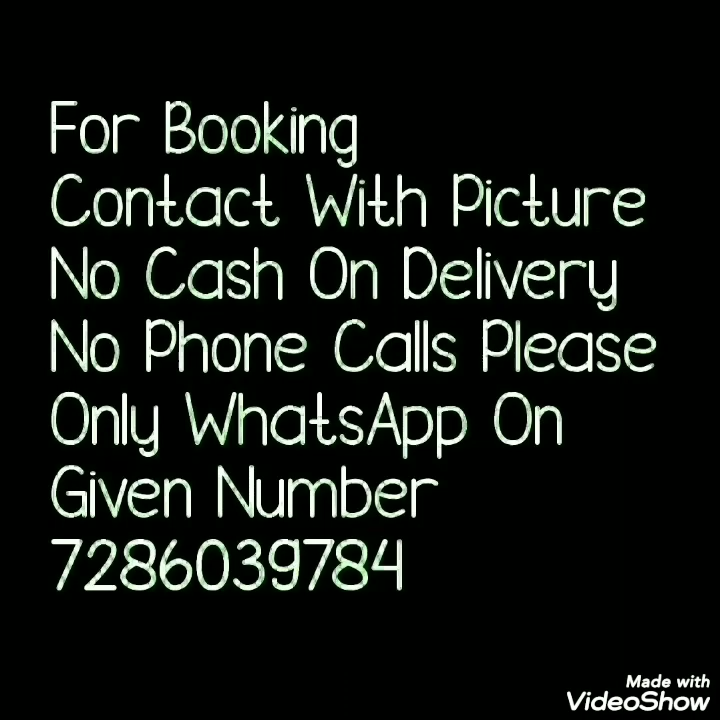 For Booking
Contact With Picture
No Cash On Delivery
No Phone Calls Please
Only WhatsApp On
Given Number
7286039784
Made with
VideoShow